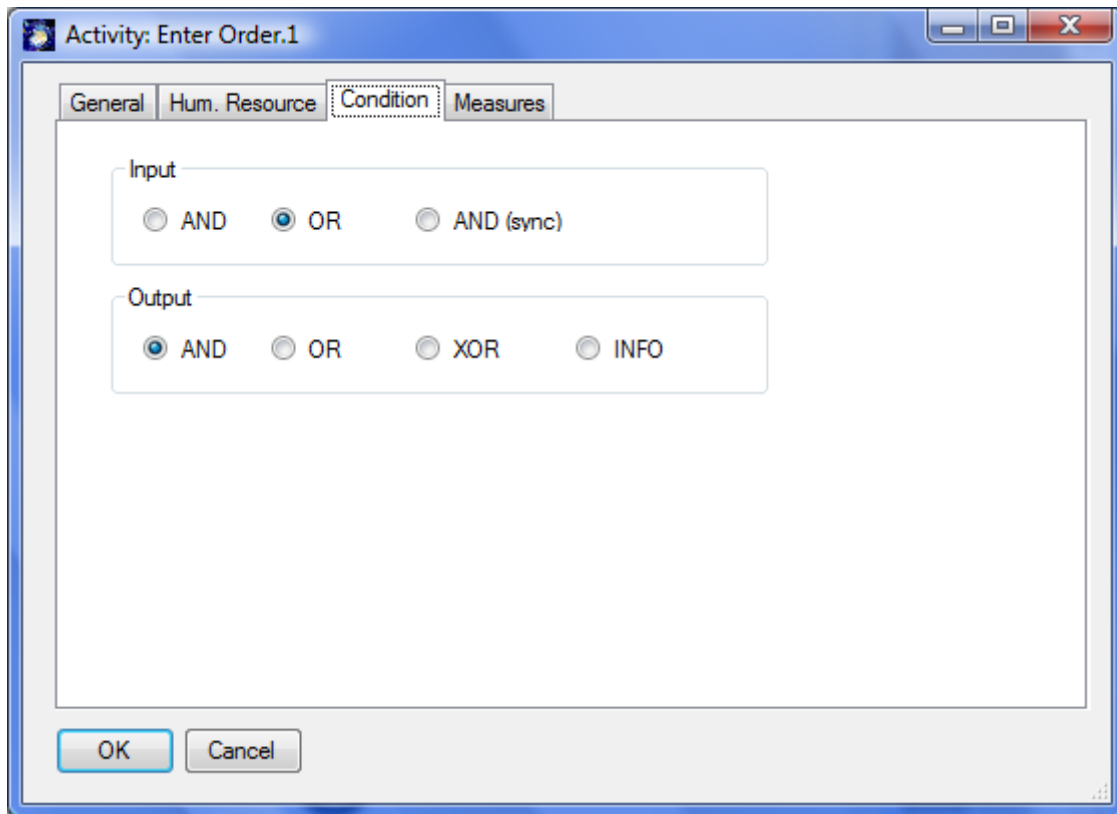 Activity: Enter Order.1
General Hum. Resource Condition Measures
Input
AND OR AND (sync)
Output
AND OR XOR INFO
OK Cancel